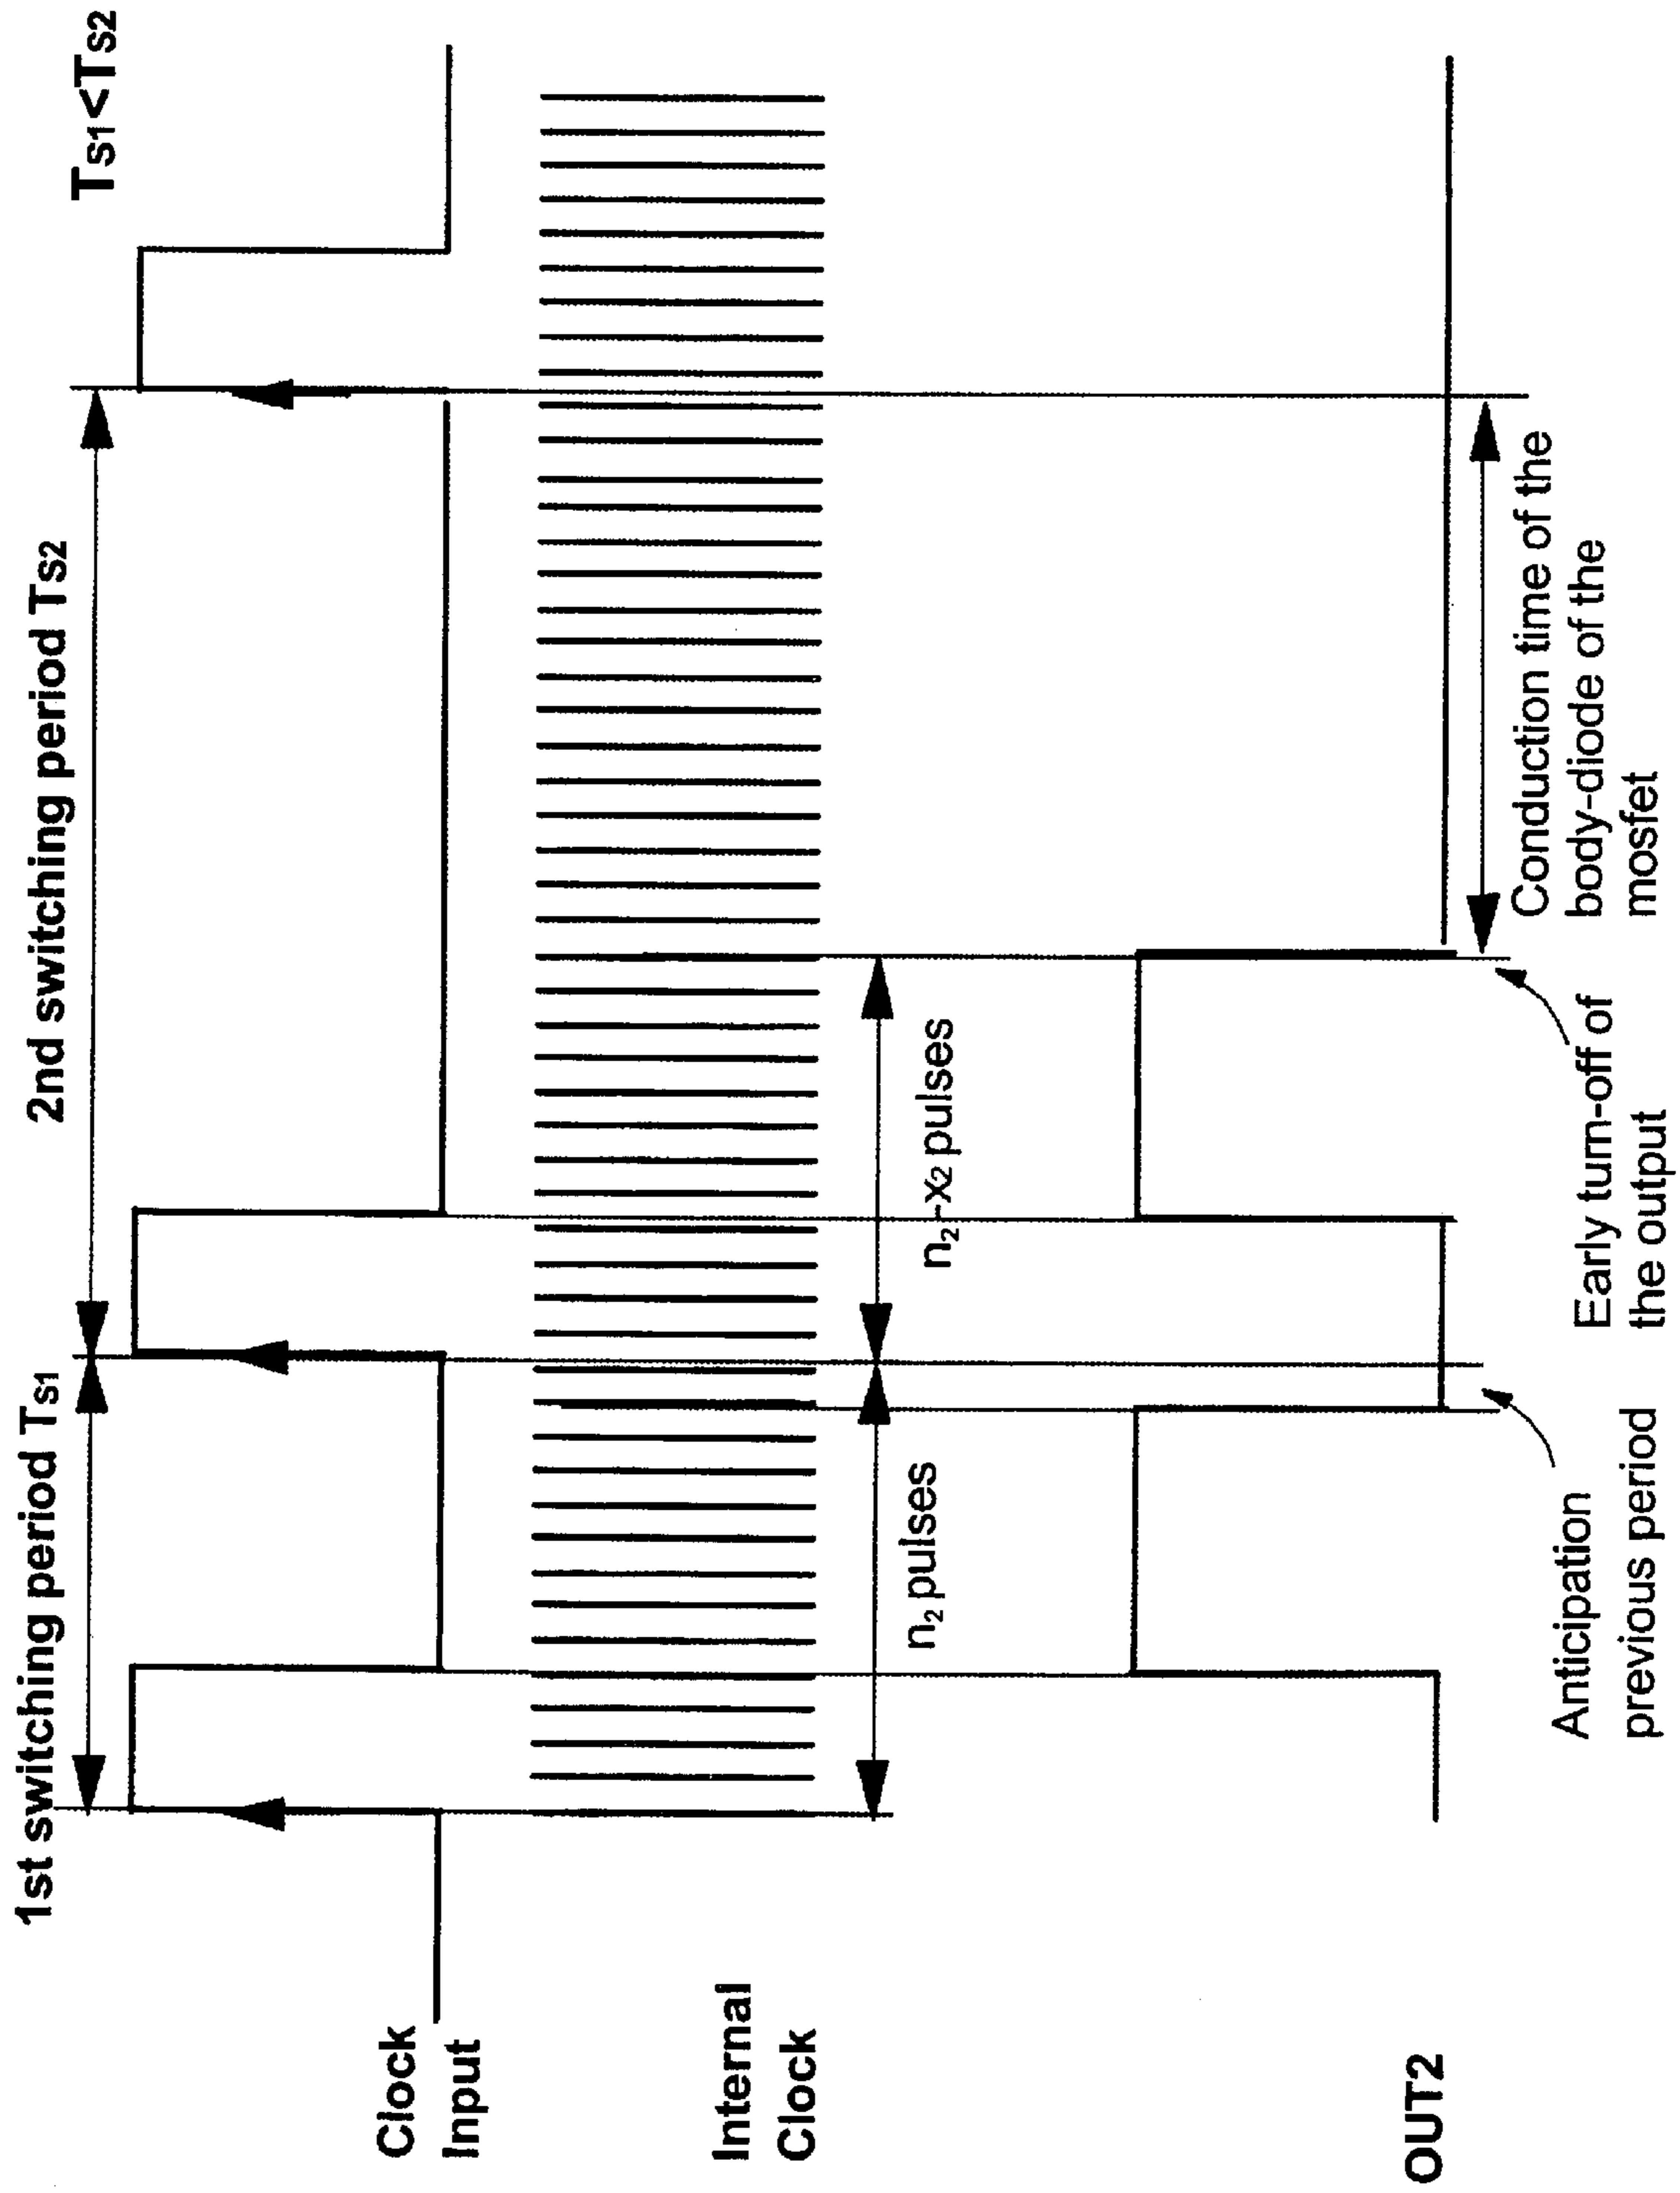 1st switching period Ts1
2nd switching period Ts2
Ts1<Ts2
Clock
Input
Internal
Clock
n2 pulses
n2-x2 pulses
OUT2
Anticipation
previous period
Early turn-off of
the output
Conduction time of the
body-diode of the
mosfet